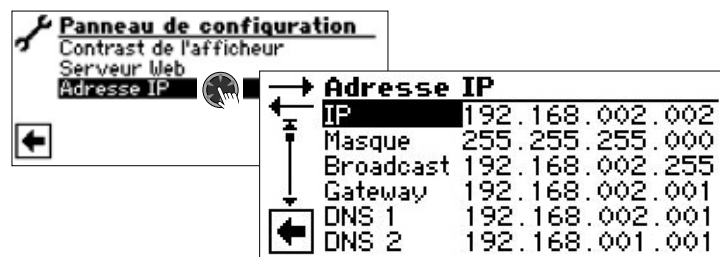 Panneau de configuration
Contrast de l'afficheur
Serveur Web
Adresse IP
Adresse IP
IP 192.168.002.002
Masque 255.255.255.000
Broadcast 192.168.002.255
Gateway 192.168.002.001
DNS 1 192.168.002.001
DNS 2 192.168.001.001